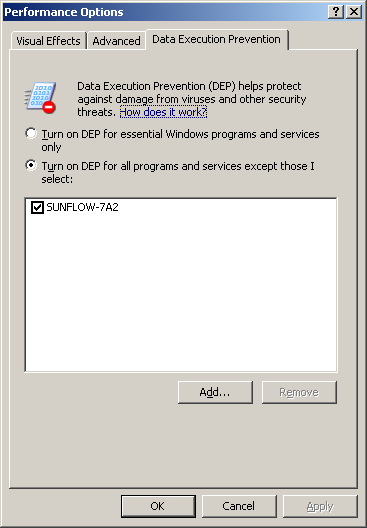 Performance Options
Visual Effects Advanced Data Execution Prevention
Data Execution Prevention (DEP) helps protect
against damage from viruses and other security
threats. How does it work?
Turn on DEP for essential Windows programs and services
only
Turn on DEP for all programs and services except those I
select:
SUNFLOW-7A2
Add... Remove
OK Cancel Apply